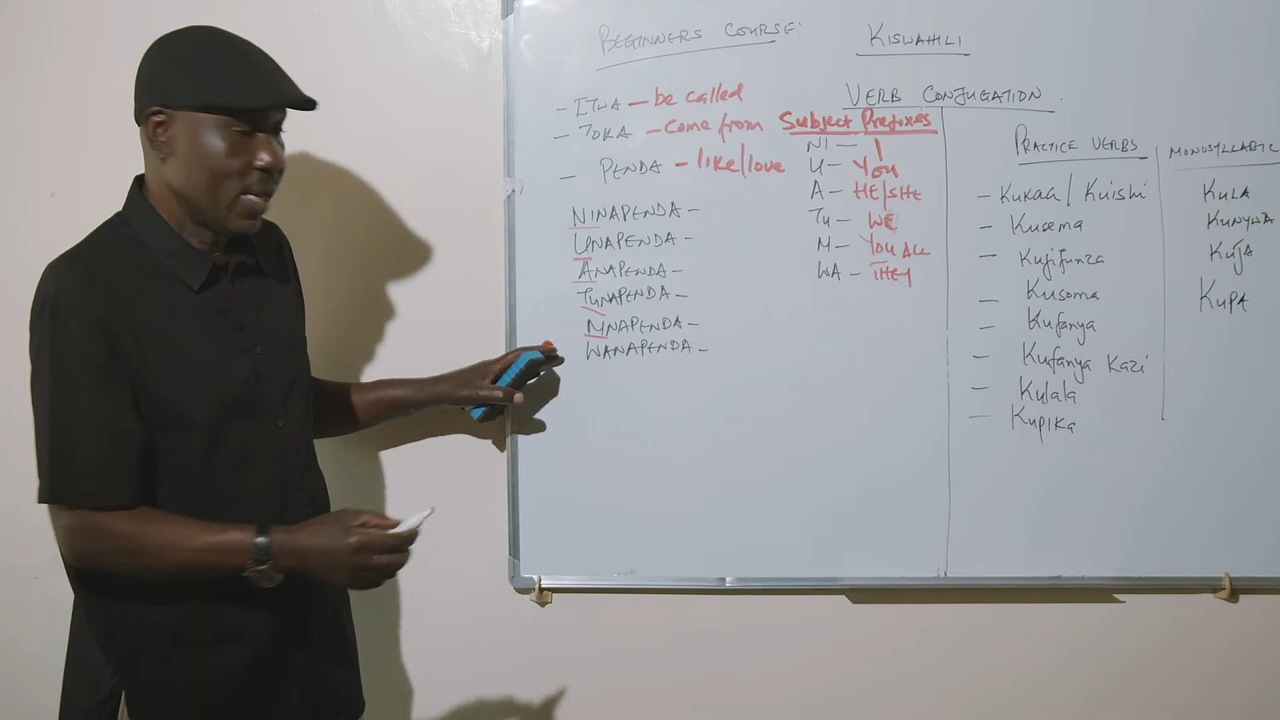 BEGINNERS COURSE:
KISWAHILI
VERB CONJUGATION.
- ITWA - be called
- TOKA - Come from
- PENDA - like/love
NINAPENDA -
UNAPENDA -
ANAPENDA -
TUNAPENDA -
MNAPENDA -
WANAPENDA -
Subject Prefixes
NI - I
U - YOU
A - HE/SHE
TU - WE
M - YOU ALL
WA - THEY
PRACTICE VERBS
- KUKAA / KUISHI
- KUSEMA
- KUJIFUNZA
- KUSOMA
- KUFANYA
- KUFANYA KAZI
- KULALA
- KUPIKA
MONOSYLLABIC
KULA
KUNYWA
KUJA
KUPA